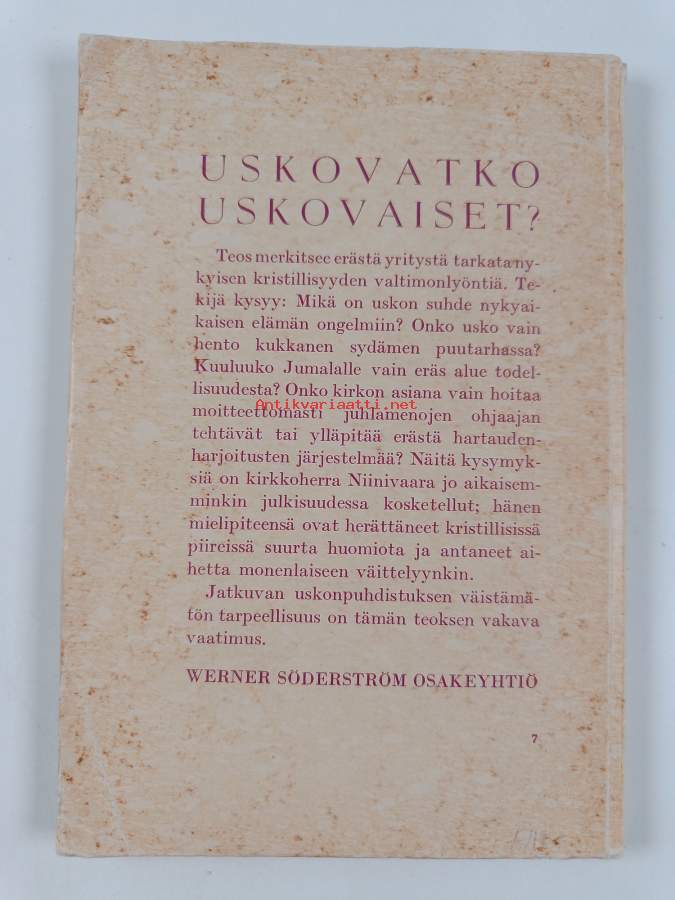 USKOVATKO
USKOVAISET?
Teos merkitsee erästä yritystä tarkata ny-
kyisen kristillisyyden valtimonlyöntiä. Te-
kijä kysyy: Mikä on uskon suhde nykyai-
kaisen elämän ongelmiin? Onko usko vain
hento kukkanen sydämen puutarhassa?
Kuuluuko Jumalalle vain eräs alue todel-
lisuudesta? Onko kirkon asiana vain hoitaa
Antikvariaatti.net
moitteettomasti juhlamenojen ohjaajan
tehtävät tai ylläpitää erästä hartauden-
harjoitusten järjestelmää? Näitä kysymyk-
siä on kirkkoherra Niinivaara jo aikaisem-
minkin julkisuudessa kosketellut; hänen
mielipiteensä ovat herättäneet kristillisissä
piireissä suurta huomiota ja antaneet ai-
hetta monenlaiseen väittelyynkin.
Jatkuvan uskonpuhdistuksen väistämä-
tön tarpeellisuus on tämän teoksen vakava
vaatimus.
WERNER SÖDERSTRÖM OSAKEYHTIÖ
7